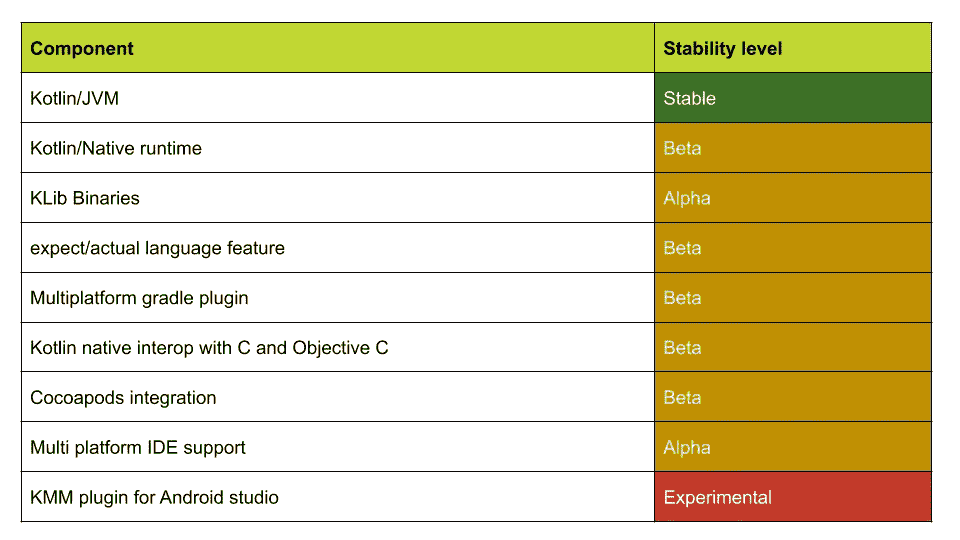 Component Stability level
Kotlin/JVM Stable
Kotlin/Native runtime Beta
KLib Binaries Alpha
expect/actual language feature Beta
Multiplatform gradle plugin Beta
Kotlin native interop with C and Objective C Beta
Cocoapods integration Beta
Multi platform IDE support Alpha
KMM plugin for Android studio Experimental